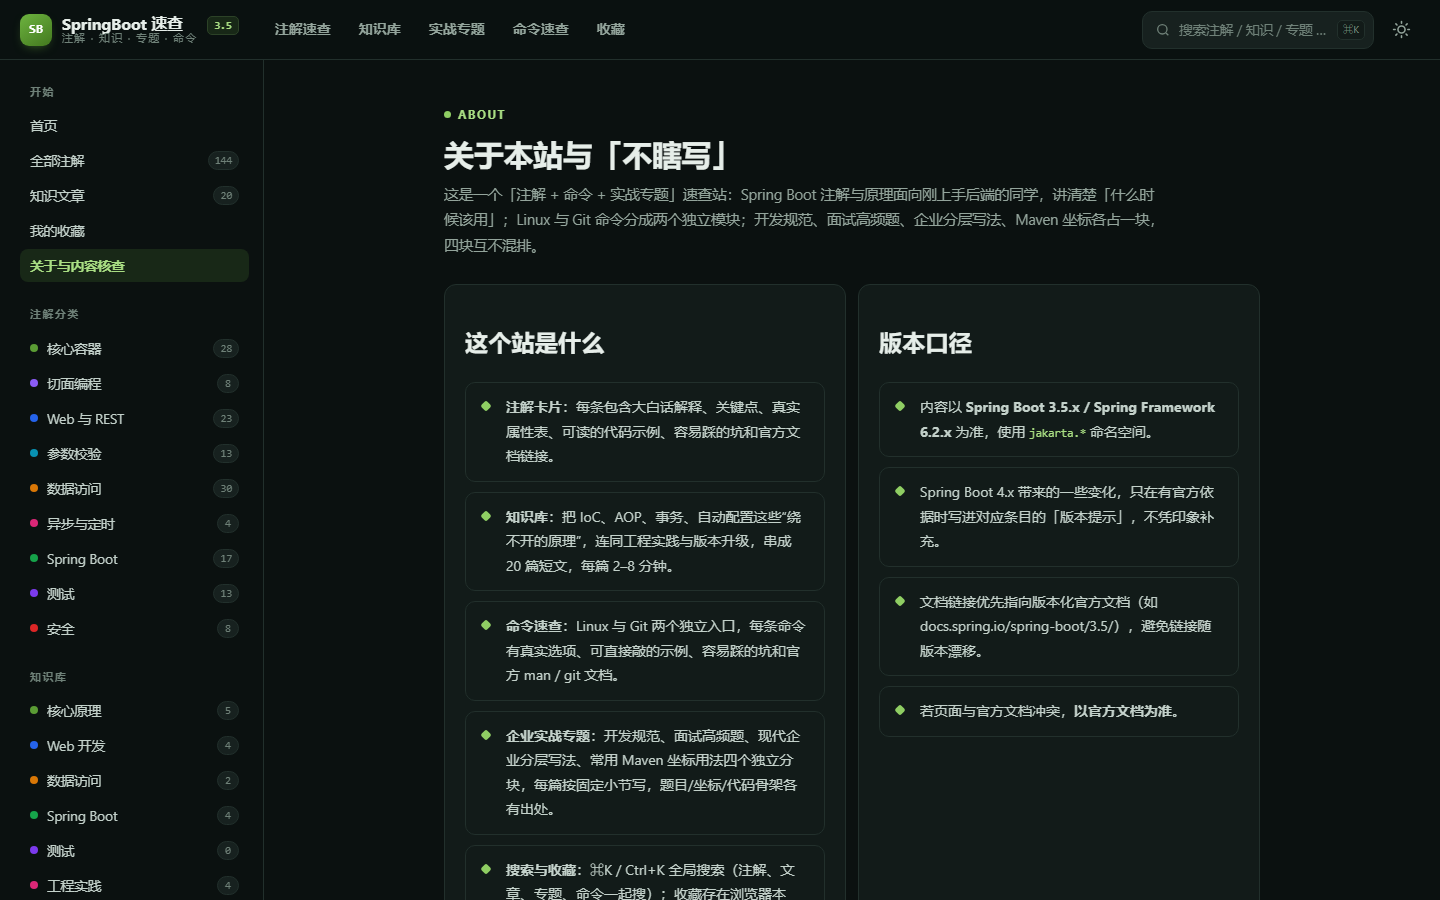 SB
SpringBoot 速查
3.5
注解 · 知识 · 专题 · 命令
注解速查
知识库
实战专题
命令速查
收藏
搜索注解 / 知识 / 专题 ...
⌘K
开始
首页
全部注解 144
知识文章 20
我的收藏
关于与内容核查
注解分类
核心容器 28
切面编程 8
Web 与 REST 23
参数校验 13
数据访问 30
异步与定时 4
Spring Boot 17
测试 13
安全 8
知识库
核心原理 5
Web 开发 4
数据访问 2
Spring Boot 4
测试 0
工程实践 4
ABOUT
关于本站与「不瞎写」
这是一个「注解 + 命令 + 实战专题」速查站：Spring Boot 注解与原理面向刚上手后端的同学，讲清楚「什么时
候该用」；Linux 与 Git 命令分成两个独立模块；开发规范、面试高频题、企业分层写法、Maven 坐标各占一块，
四块互不混排。
这个站是什么
注解卡片：每条包含大白话解释、关键点、真实
属性表、可读的代码示例、容易踩的坑和官方文
档链接。
知识库：把 IoC、AOP、事务、自动配置这些“绕
不开的原理”，连同工程实践与版本升级，串成
20 篇短文，每篇 2–8 分钟。
命令速查：Linux 与 Git 两个独立入口，每条命令
有真实选项、可直接敲的示例、容易踩的坑和官
方 man / git 文档。
企业实战专题：开发规范、面试高频题、现代企
业分层写法、常用 Maven 坐标用法四个独立分
块，每篇按固定小节写，题目/坐标/代码骨架各
有出处。
搜索与收藏：⌘K / Ctrl+K 全局搜索（注解、文
章、专题、命令一起搜）；收藏存在浏览器本
版本口径
内容以 Spring Boot 3.5.x / Spring Framework
6.2.x 为准，使用 jakarta.* 命名空间。
Spring Boot 4.x 带来的一些变化，只在有官方依
据时写进对应条目的「版本提示」，不凭印象补
充。
文档链接优先指向版本化官方文档（如
docs.spring.io/spring-boot/3.5/），避免链接随
版本漂移。
若页面与官方文档冲突，以官方文档为准。